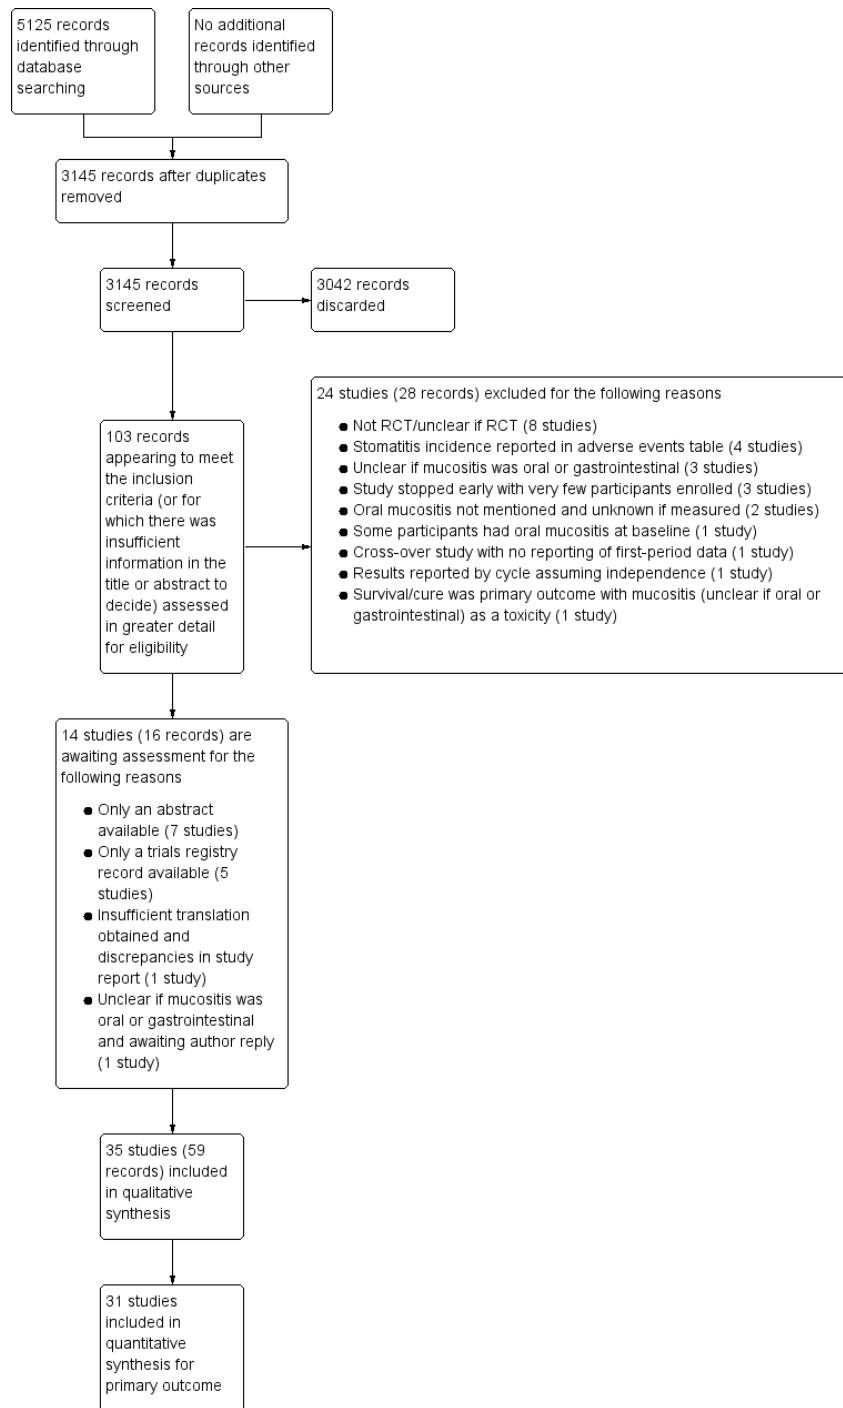 5125 records
identified through
database
searching
No additional
records identified
through other
sources
3145 records after duplicates
removed
3145 records
screened
3042 records
discarded
103 records
appearing to meet
the inclusion
criteria (or for
which there was
insufficient
information in the
title or abstract to
decide) assessed
in greater detail
for eligibility
24 studies (28 records) excluded for the following reasons
● Not RCT/unclear if RCT (8 studies)
● Stomatitis incidence reported in adverse events table (4 studies)
● Unclear if mucositis was oral or gastrointestinal (3 studies)
● Study stopped early with very few participants enrolled (3 studies)
● Oral mucositis not mentioned and unknown if measured (2 studies)
● Some participants had oral mucositis at baseline (1 study)
● Cross-over study with no reporting of first-period data (1 study)
● Results reported by cycle assuming independence (1 study)
● Survival/cure was primary outcome with mucositis (unclear if oral or
gastrointestinal) as a toxicity (1 study)
14 studies (16 records) are
awaiting assessment for the
following reasons
● Only an abstract
available (7 studies)
● Only a trials registry
record available (5
studies)
● Insufficient translation
obtained and
discrepancies in study
report (1 study)
● Unclear if mucositis was
oral or gastrointestinal
and awaiting author reply
(1 study)
35 studies (59
records) included
in qualitative
synthesis
31 studies
included in
quantitative
synthesis for
primary outcome